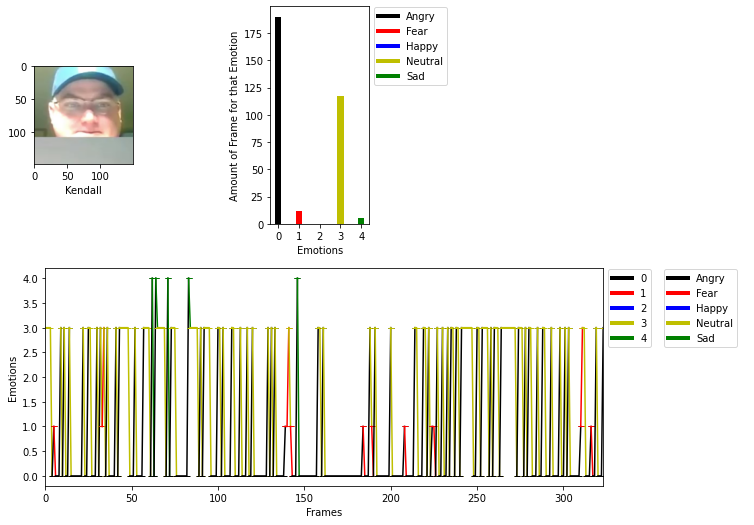 0
50
100
0 50 100
Kendall
Amount of Frame for that Emotion
175
150
125
100
75
50
25
0
0 1 2 3 4
Emotions
Angry
Fear
Happy
Neutral
Sad
Emotions
4.0
3.5
3.0
2.5
2.0
1.5
1.0
0.5
0.0
0 50 100 150 200 250 300
Frames
0
1
2
3
4
Angry
Fear
Happy
Neutral
Sad